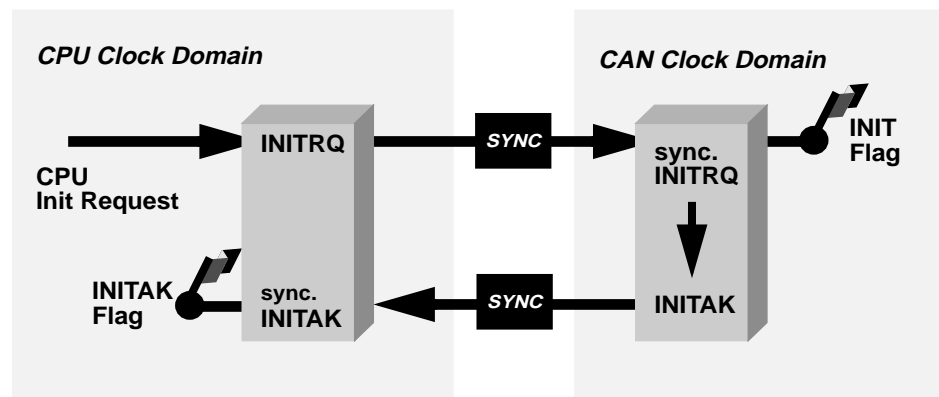 CPU Clock Domain
CAN Clock Domain
INITRQ
SYNC
sync.
INITRQ
INIT
Flag
CPU
Init Request
INITAK
Flag
sync.
INITAK
SYNC
INITAK